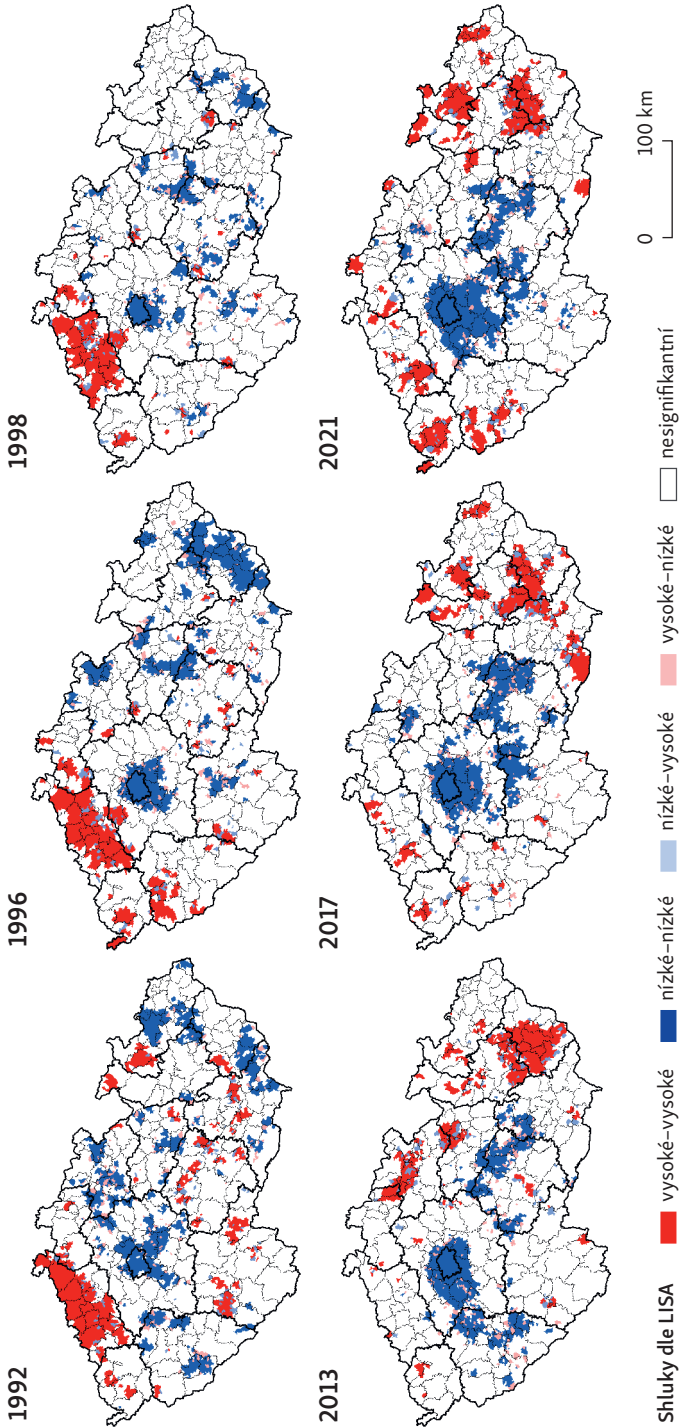 1992
1996
1998
2013
2017
2021
Shluky dle LISA
vysoké–vysoké
nízké–nízké
nízké–vysoké
vysoké–nízké
nesignifikantní
0
100 km